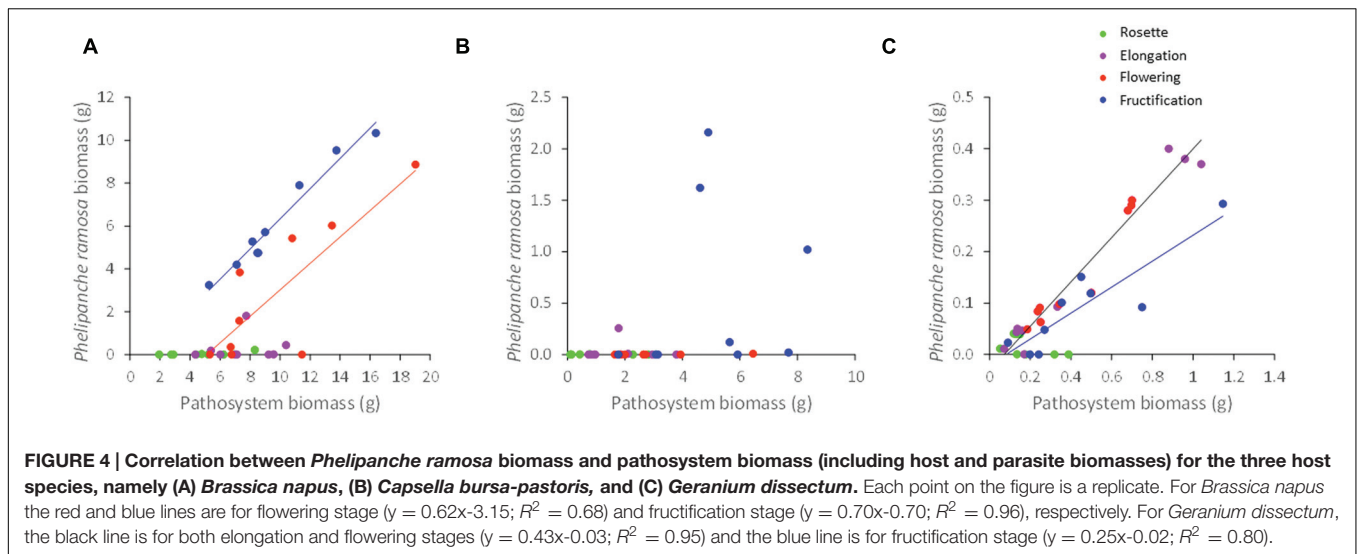 A
B
C
Rosette
Elongation
Flowering
Fructification
Phelipanche ramosa biomass (g)
12
10
8
6
4
2
0
0 2 4 6 8 10 12 14 16 18 20
Pathosystem biomass (g)
Phelipanche ramosa biomass (g)
2.5
2.0
1.5
1.0
0.5
0.0
0 2 4 6 8 10
Pathosystem biomass (g)
Phelipanche ramosa biomass (g)
0.5
0.4
0.3
0.2
0.1
0.0
0 0.2 0.4 0.6 0.8 1 1.2 1.4
Pathosystem biomass (g)
FIGURE 4 | Correlation between Phelipanche ramosa biomass and pathosystem biomass (including host and parasite biomasses) for the three host
species, namely (A) Brassica napus, (B) Capsella bursa-pastoris, and (C) Geranium dissectum. Each point on the figure is a replicate. For Brassica napus
the red and blue lines are for flowering stage (y = 0.62x-3.15; R² = 0.68) and fructification stage (y = 0.70x-0.70; R² = 0.96), respectively. For Geranium dissectum,
the black line is for both elongation and flowering stages (y = 0.43x-0.03; R² = 0.95) and the blue line is for fructification stage (y = 0.25x-0.02; R² = 0.80).